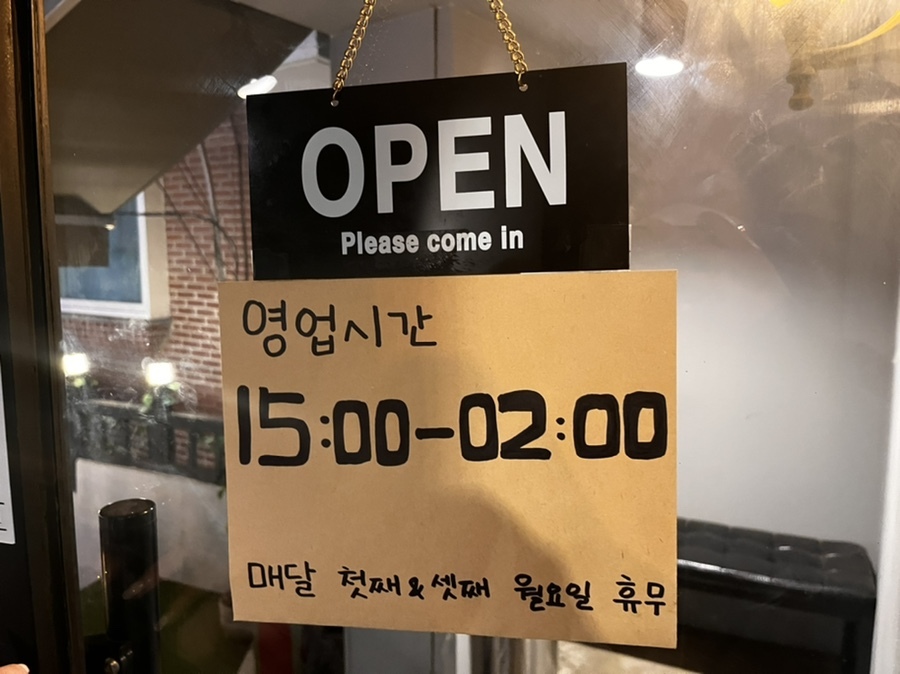 OPEN
Please come in
영업시간
15:00-02:00
매달 첫째&셋째 월요일 휴무